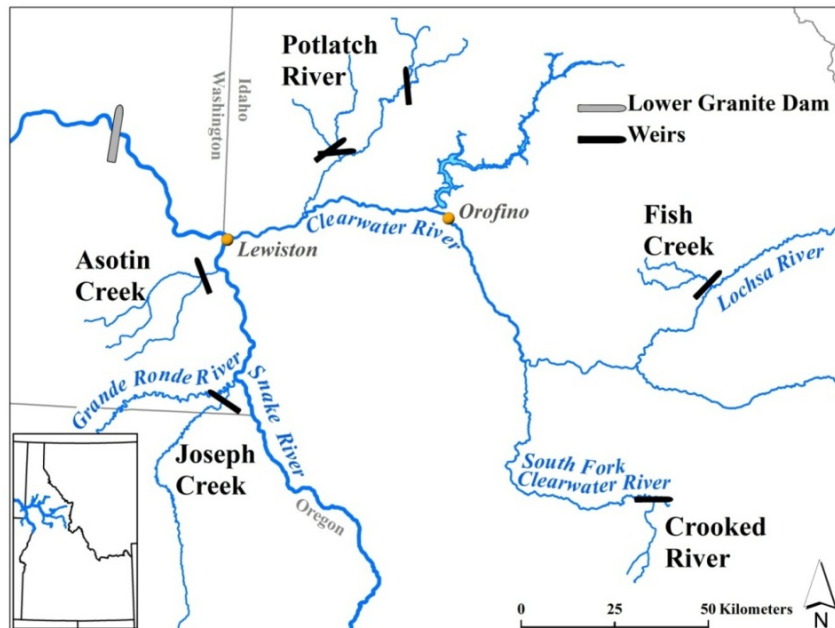 Potlatch
River
Idaho
Washington
Lower Granite Dam
Weirs
Orofino
Clearwater River
Lewiston
Fish
Creek
Lochsa River
Asotin
Creek
Grande Ronde River
Snake River
Joseph
Creek
Oregon
South Fork
Clearwater River
Crooked
River
0 25 50 Kilometers
N